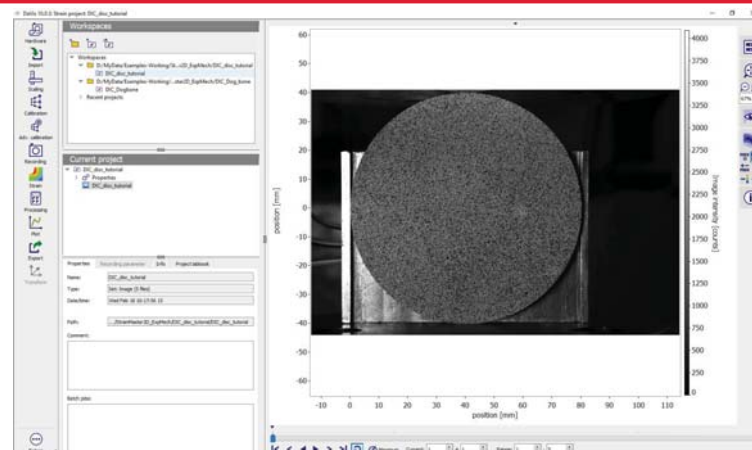 DaVis 10.0.5 Strain project DIC_disc_tutorial
Hardware
Import
Scaling
Calibration
Adv. calibration
Recording
Strain
Processing
Plot
Export
Transform
Workspaces
Workspaces
DIC_disc_tutorial
DIC_Dogbone
Recent projects
Current project
DIC_disc_tutorial
Properties
DIC_disc_tutorial
Properties
Recording parameter
Info
Project logbook
Name:
DIC_disc_tutorial
Type:
Date/time:
Path:
Comment:
Batch jobs:
position [mm]
60
50
40
30
20
10
0
-10
-20
-30
-40
-50
-60
-10 0 10 20 30 40 50 60 70 80 90 100 110
position [mm]
4000
3750
3500
3250
3000
2750
2500
2250
2000
1750
1500
1250
1000
750
500
250
0
Image intensity [counts]